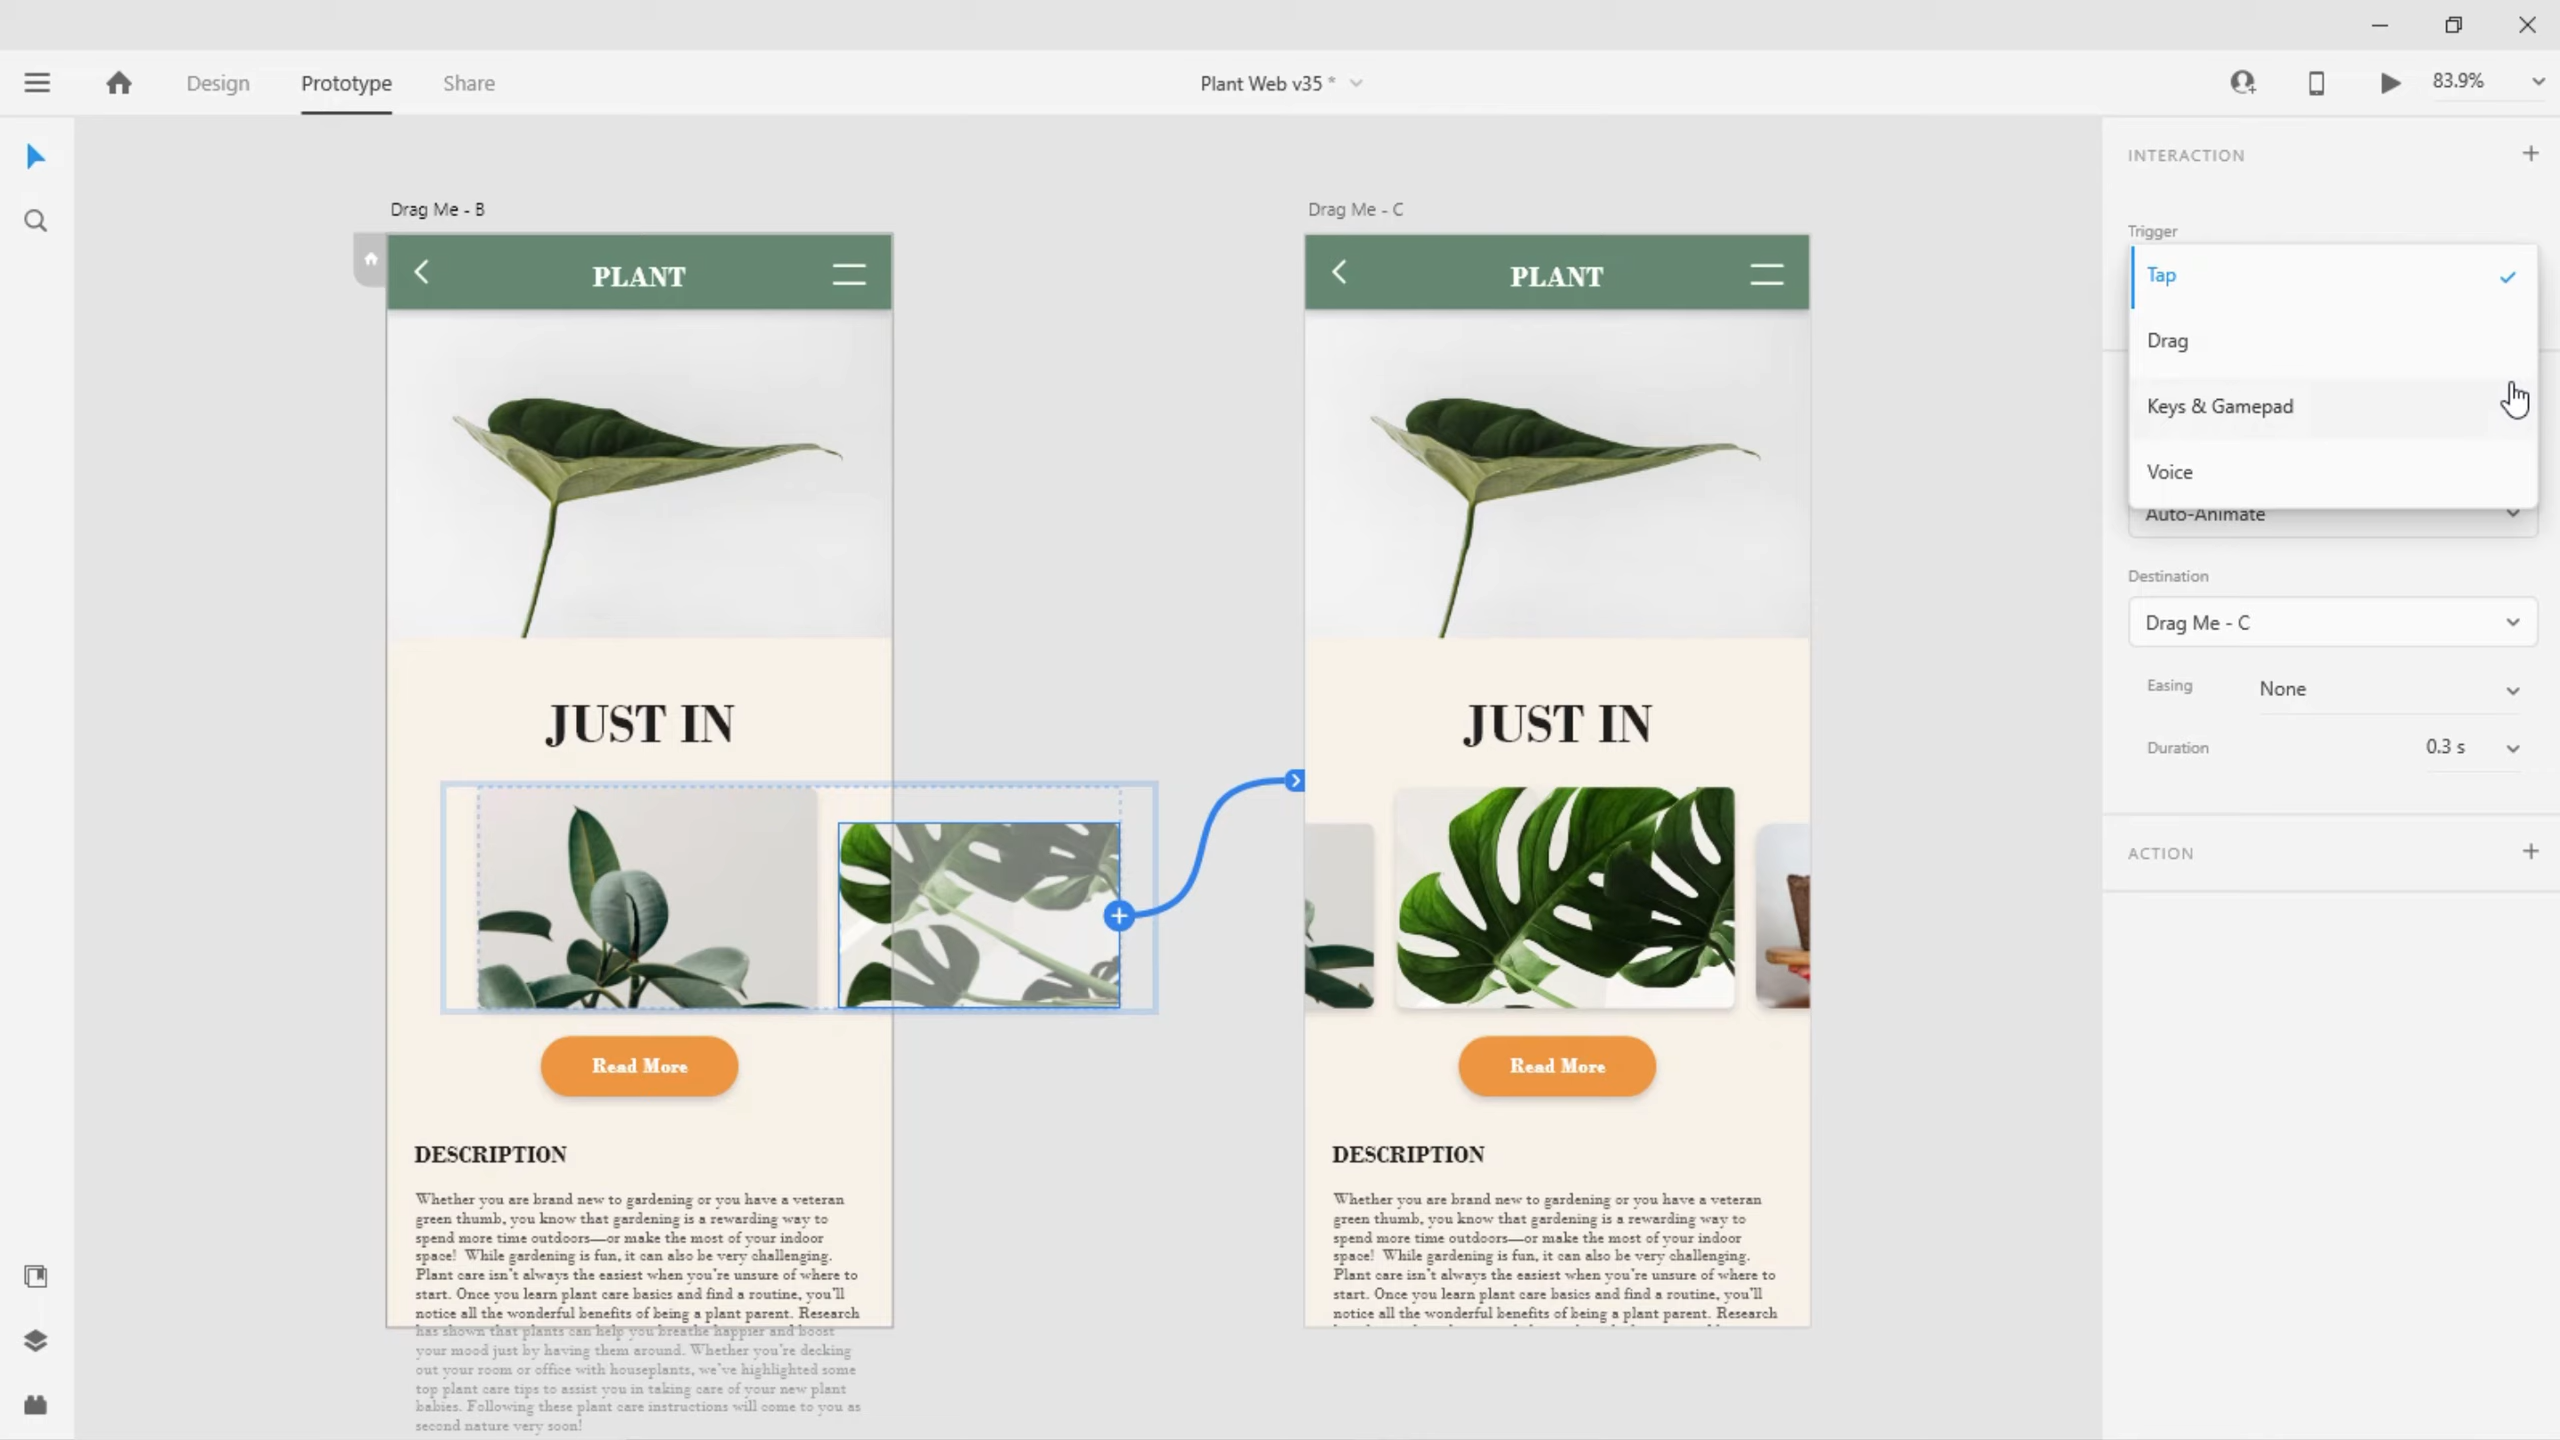 Design
Prototype
Share
Plant Web v35 *
83.9%
INTERACTION
Trigger
Tap
Drag
Keys & Gamepad
Voice
Auto-Animate
Destination
Drag Me - C
Easing
None
Duration
0.3 s
ACTION
Drag Me - B
PLANT
JUST IN
Read More
DESCRIPTION
Whether you are brand new to gardening or you have a veteran
green thumb, you know that gardening is a rewarding way to
spend more time outdoors—or make the most of your indoor
space!  While gardening is fun, it can also be very challenging.
Plant care isn't always the easiest when you're unsure of where to
start. Once you learn plant care basics and find a routine, you'll
notice all the wonderful benefits of being a plant parent. Research
has shown that plants can help you breathe happier and boost
your mood just by having them around. Whether you're decking
out your room or office with houseplants, we've highlighted some
top plant care tips to assist you in taking care of your new plant
babies. Following these plant care instructions will come to you as
second nature very soon!
Drag Me - C
PLANT
JUST IN
Read More
DESCRIPTION
Whether you are brand new to gardening or you have a veteran
green thumb, you know that gardening is a rewarding way to
spend more time outdoors—or make the most of your indoor
space!  While gardening is fun, it can also be very challenging.
Plant care isn't always the easiest when you're unsure of where to
start. Once you learn plant care basics and find a routine, you'll
notice all the wonderful benefits of being a plant parent. Research